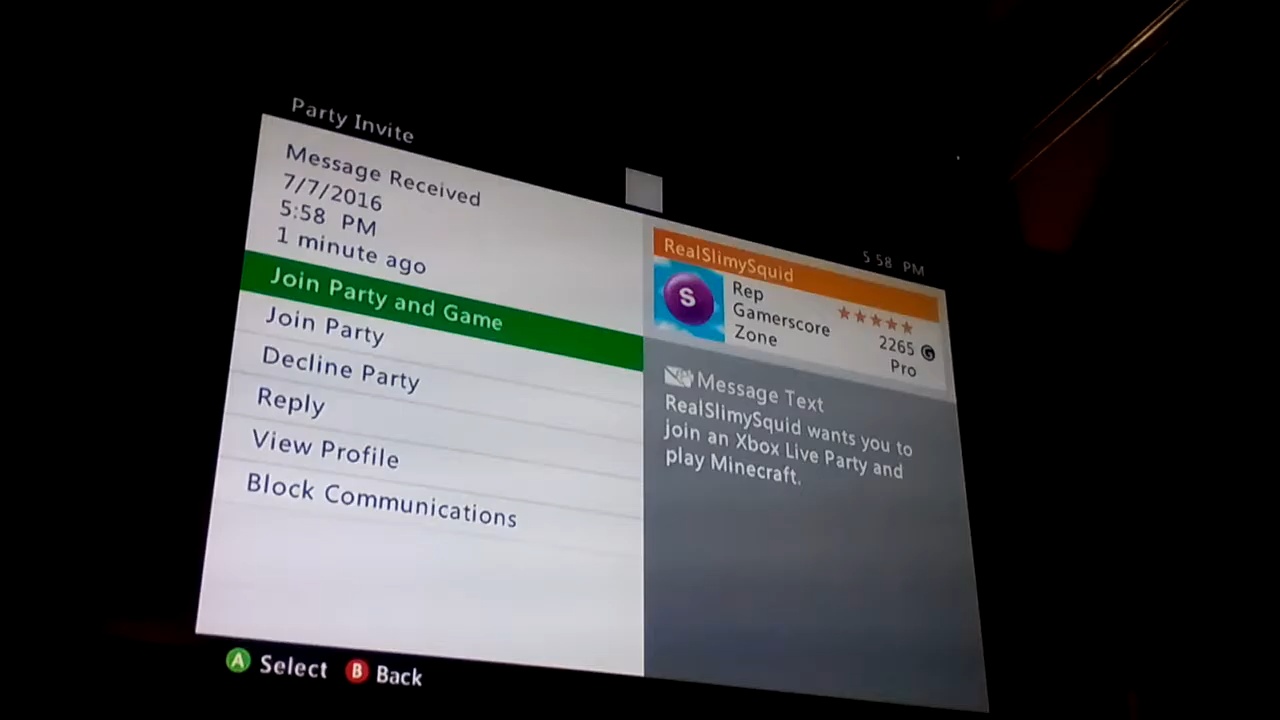 Party Invite
Message Received
7/7/2016
5:58 PM
1 minute ago
Join Party and Game
Join Party
Decline Party
Reply
View Profile
Block Communications
5 58 PM
RealSlimySquid
S
Rep
Gamerscore 2265 G
Zone Pro
Message Text
RealSlimySquid wants you to
join an Xbox Live Party and
play Minecraft.
A Select B Back